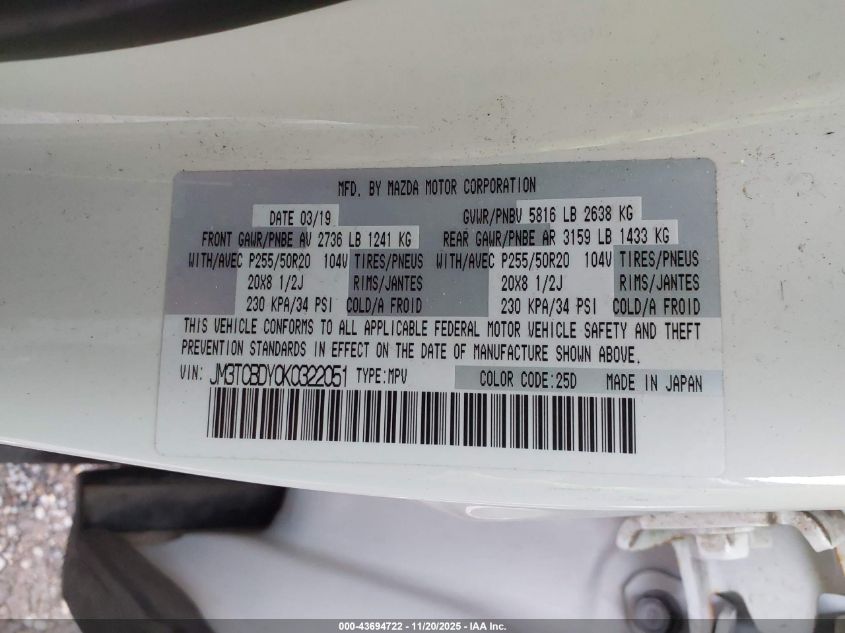 MFD. BY MAZDA MOTOR CORPORATION
DATE 03/19 GVWR/PNBV 5816 LB 2638 KG
FRONT GAWR/PNBE AV 2736 LB 1241 KG REAR GAWR/PNBE AR 3159 LB 1433 KG
WITH/AVEC P255/50R20 104V TIRES/PNEUS WITH/AVEC P255/50R20 104V TIRES/PNEUS
20X8 1/2J RIMS/JANTES 20X8 1/2J RIMS/JANTES
230 KPA/34 PSI COLD/A FROID 230 KPA/34 PSI COLD/A FROID
THIS VEHICLE CONFORMS TO ALL APPLICABLE FEDERAL MOTOR VEHICLE SAFETY AND THEFT
PREVENTION STANDARDS IN EFFECT ON THE DATE OF MANUFACTURE SHOWN ABOVE.
VIN: JM3TCBDY0K0322051 TYPE:MPV COLOR CODE:25D MADE IN JAPAN
000-43694722 - 11/20/2025 - IAA Inc.